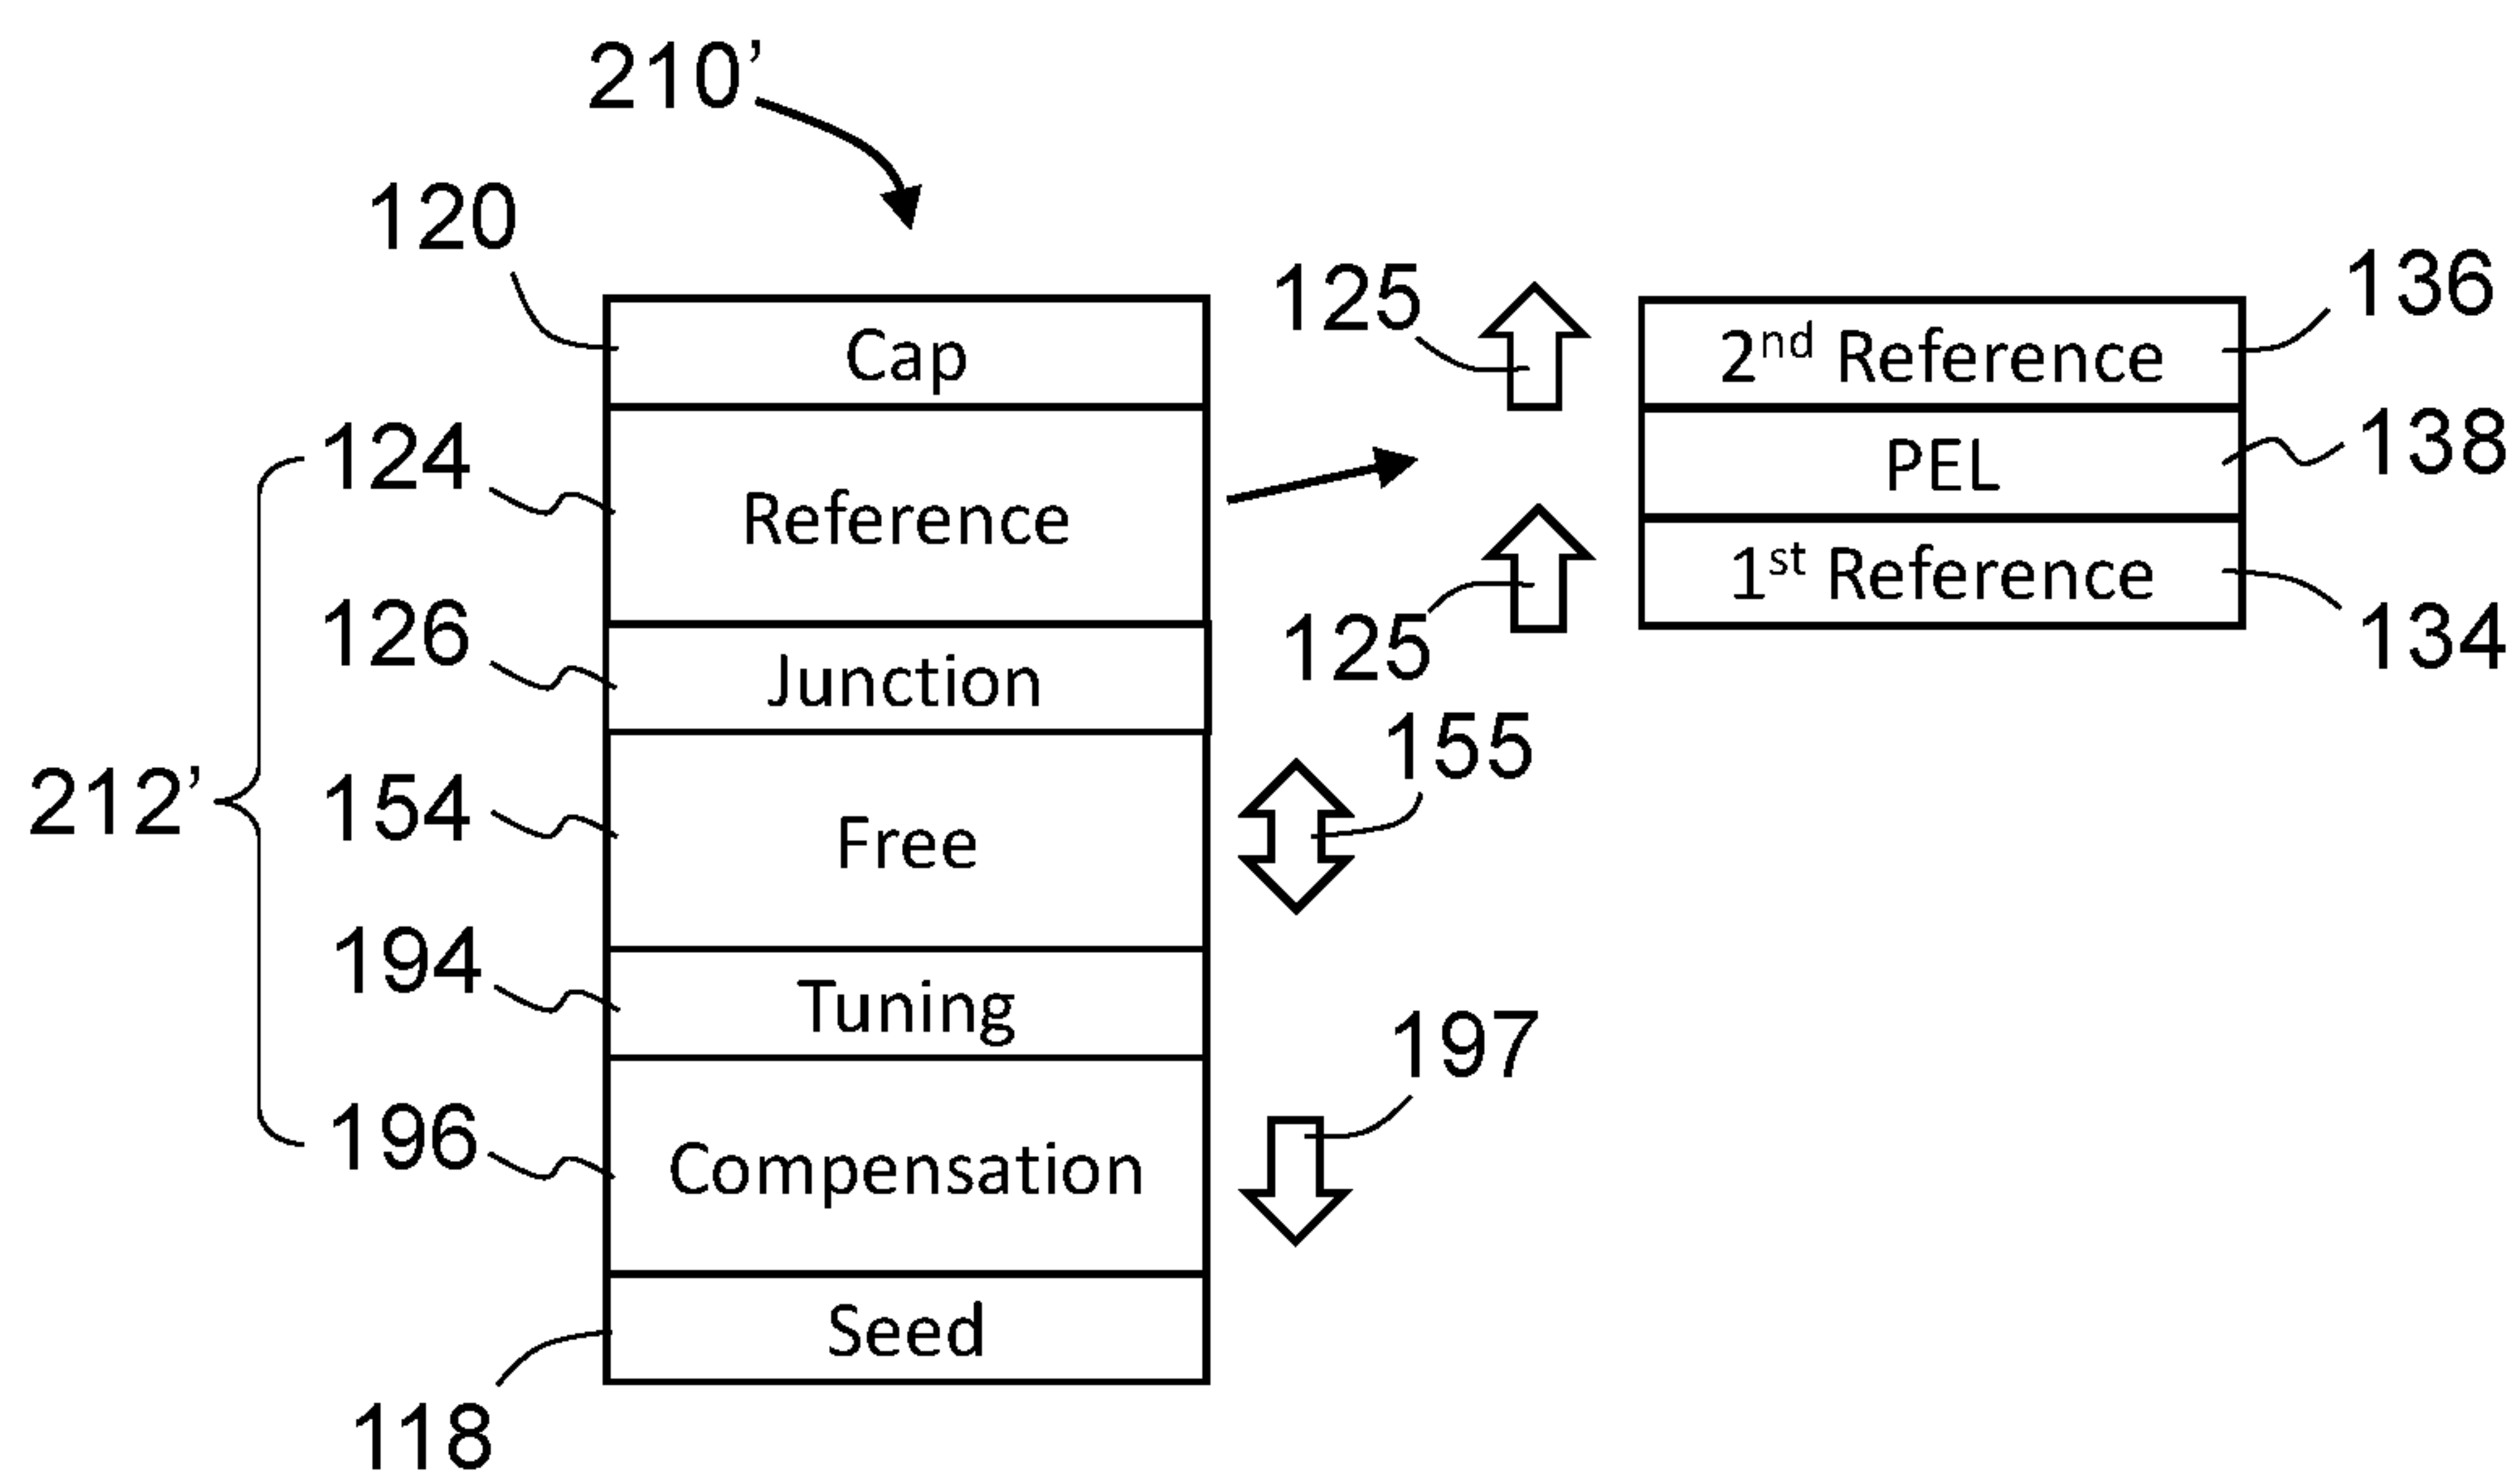 210’
120
Cap
125
2nd Reference
136
124
Reference
PEL
138
1st Reference
125
134
126
Junction
155
212’
154
Free
194
Tuning
197
196
Compensation
Seed
118